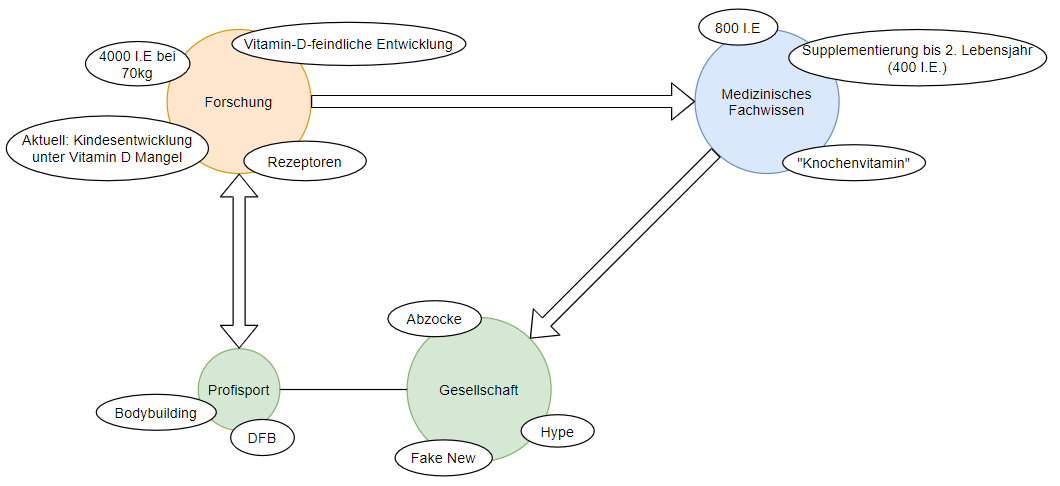 800 I.E
Vitamin-D-feindliche Entwicklung
4000 I.E bei
70kg
Supplementierung bis 2. Lebensjahr
(400 I.E.)
Forschung
Medizinisches
Fachwissen
Aktuell: Kindesentwicklung
unter Vitamin D Mangel
Rezeptoren
"Knochenvitamin"
Abzocke
Profisport
Gesellschaft
Bodybuilding
DFB
Hype
Fake New